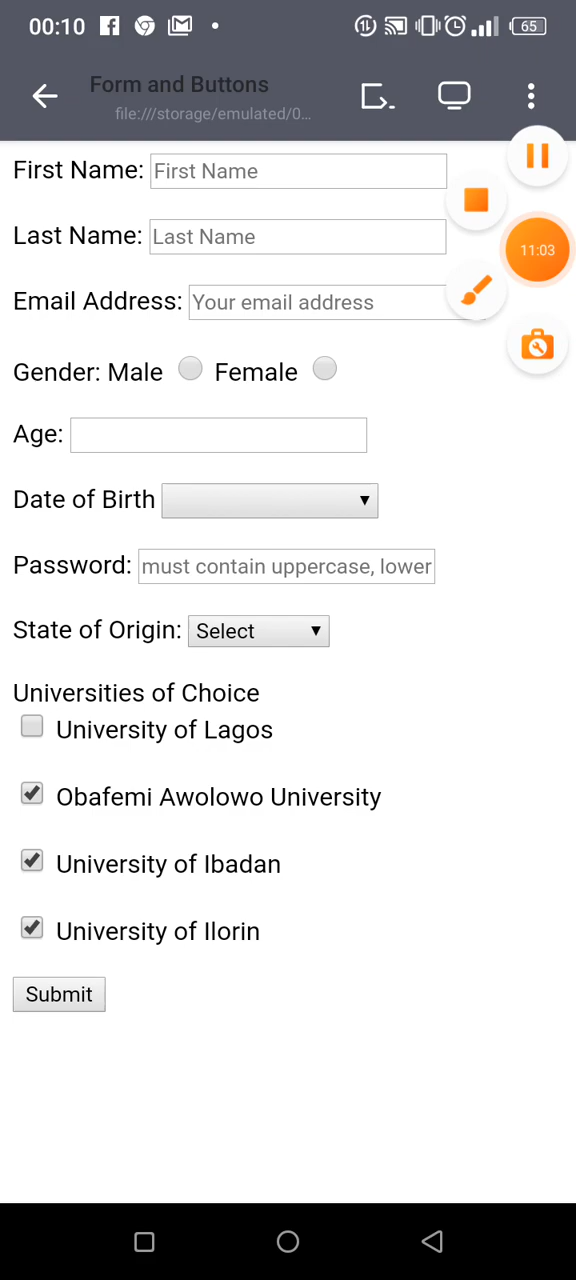 00:10
65
Form and Buttons
file:///storage/emulated/0...
First Name: First Name
Last Name: Last Name
11:03
Email Address: Your email address
Gender: Male Female
Age:
Date of Birth
Password: must contain uppercase, lower
State of Origin: Select
Universities of Choice
University of Lagos
Obafemi Awolowo University
University of Ibadan
University of Ilorin
Submit